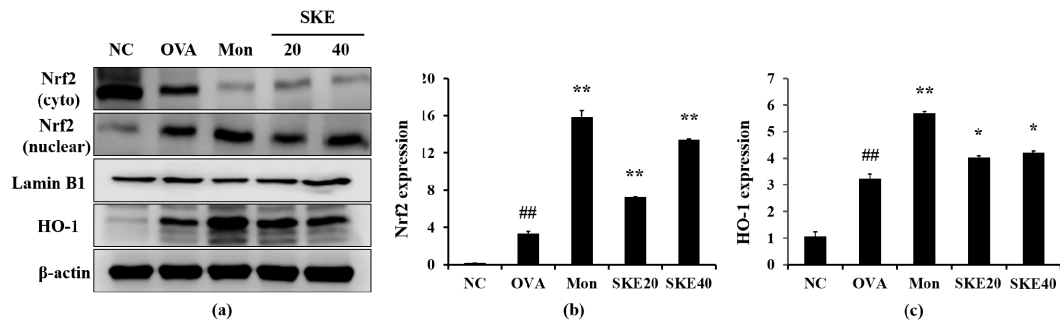 SKE
NC OVA Mon 20 40
Nrf2
(cyto)
Nrf2
(nuclear)
Lamin B1
HO-1
β-actin
(a)
Nrf2 expression
20
16
12
8
4
0
##
**
**
**
NC OVA Mon SKE20 SKE40
(b)
HO-1 expression
7
6
5
4
3
2
1
0
##
**
*
*
NC OVA Mon SKE20 SKE40
(c)